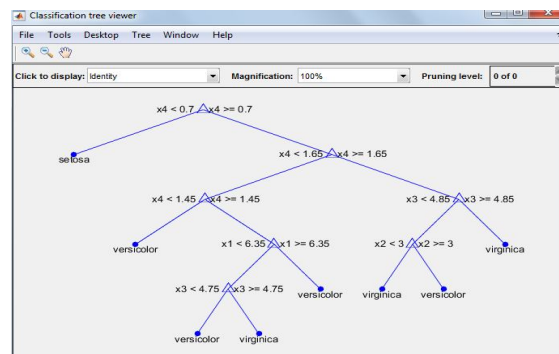 Classification tree viewer
File Tools Desktop Tree Window Help
Click to display: Identity Magnification: 100% Pruning level: 0 of 0
x4 < 0.7 x4 >= 0.7
setosa
x4 < 1.65 x4 >= 1.65
x4 < 1.45 x4 >= 1.45
x3 < 4.85 x3 >= 4.85
versicolor
x1 < 6.35 x1 >= 6.35
x2 < 3 x2 >= 3
virginica
x3 < 4.75 x3 >= 4.75
versicolor
virginica
versicolor
versicolor
virginica